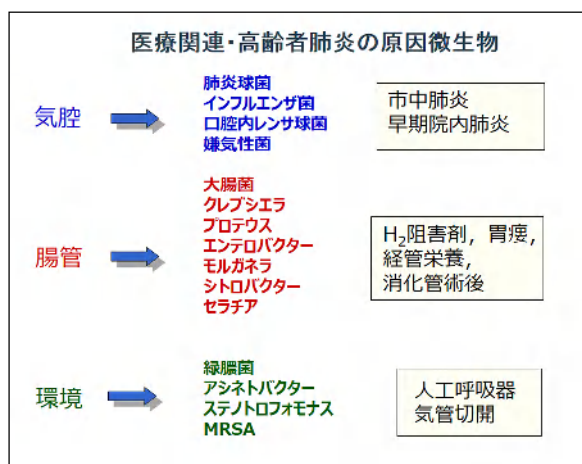 医療関連・高齢者肺炎の原因微生物
気腔
肺炎球菌
インフルエンザ菌
口腔内レンサ球菌
嫌気性菌
市中肺炎
早期院内肺炎
腸管
大腸菌
クレブシエラ
プロテウス
エンテロバクター
モルガネラ
シトロバクター
セラチア
H₂阻害剤，胃瘻，
経管栄養，
消化管術後
環境
緑膿菌
アシネトバクター
ステノトロフォモナス
MRSA
人工呼吸器
気管切開